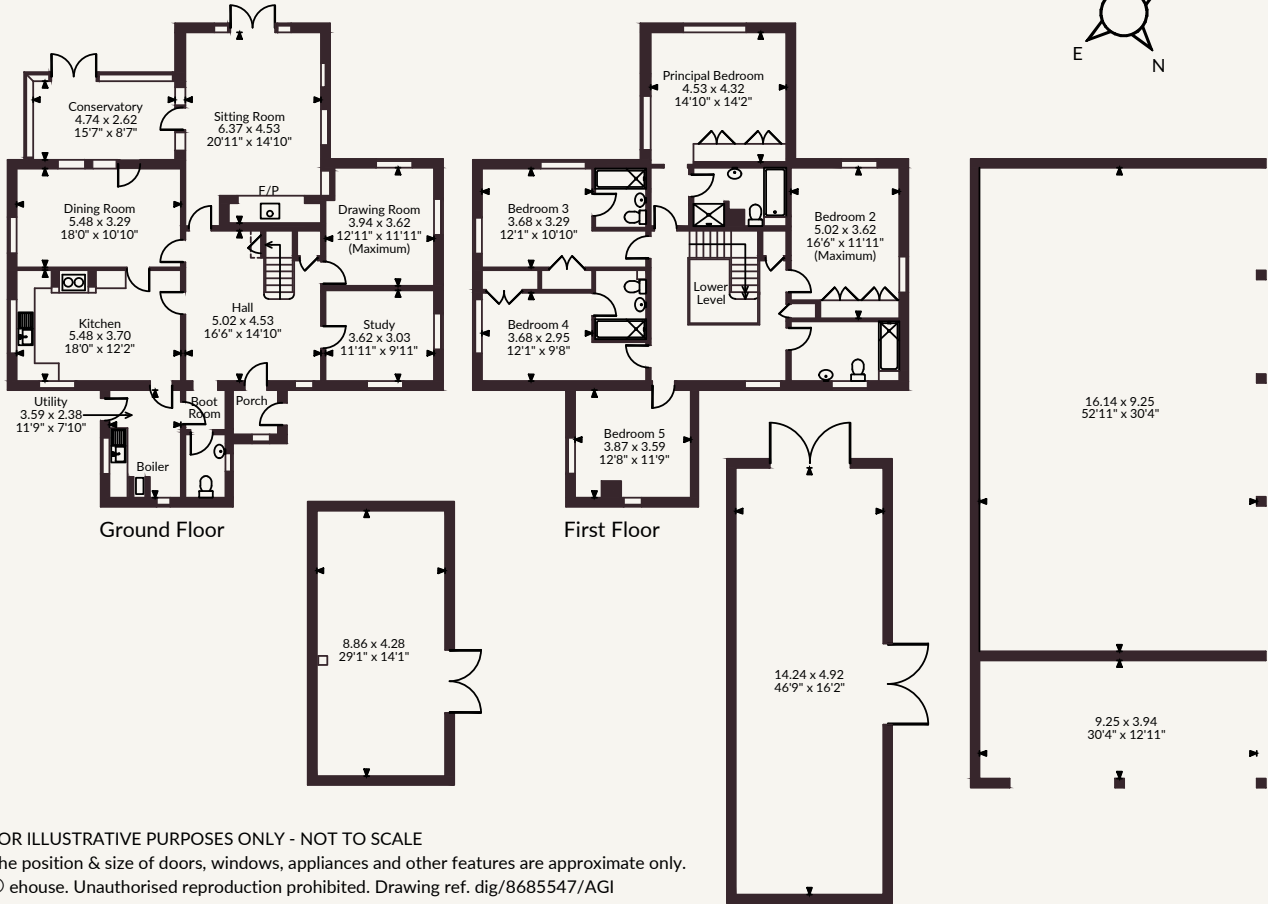 E
N
Conservatory
4.74 x 2.62
15'7" x 8'7"
Sitting Room
6.37 x 4.53
20'11" x 14'10"
F/P
Dining Room
5.48 x 3.29
18'0" x 10'10"
Drawing Room
3.94 x 3.62
12'11" x 11'11"
(Maximum)
Kitchen
5.48 x 3.70
18'0" x 12'2"
Hall
5.02 x 4.53
16'6" x 14'10"
Study
3.62 x 3.03
11'11" x 9'11"
Utility
3.59 x 2.38
11'9" x 7'10"
Boot
Room
Porch
Boiler
Ground Floor
Principal Bedroom
4.53 x 4.32
14'10" x 14'2"
Bedroom 3
3.68 x 3.29
12'1" x 10'10"
Bedroom 2
5.02 x 3.62
16'6" x 11'11"
(Maximum)
Lower
Level
Bedroom 4
3.68 x 2.95
12'1" x 9'8"
Bedroom 5
3.87 x 3.59
12'8" x 11'9"
First Floor
8.86 x 4.28
29'1" x 14'1"
14.24 x 4.92
46'9" x 16'2"
16.14 x 9.25
52'11" x 30'4"
9.25 x 3.94
30'4" x 12'11"
OR ILLUSTRATIVE PURPOSES ONLY - NOT TO SCALE
he position & size of doors, windows, appliances and other features are approximate only.
ehouse. Unauthorised reproduction prohibited. Drawing ref. dig/8685547/AGI